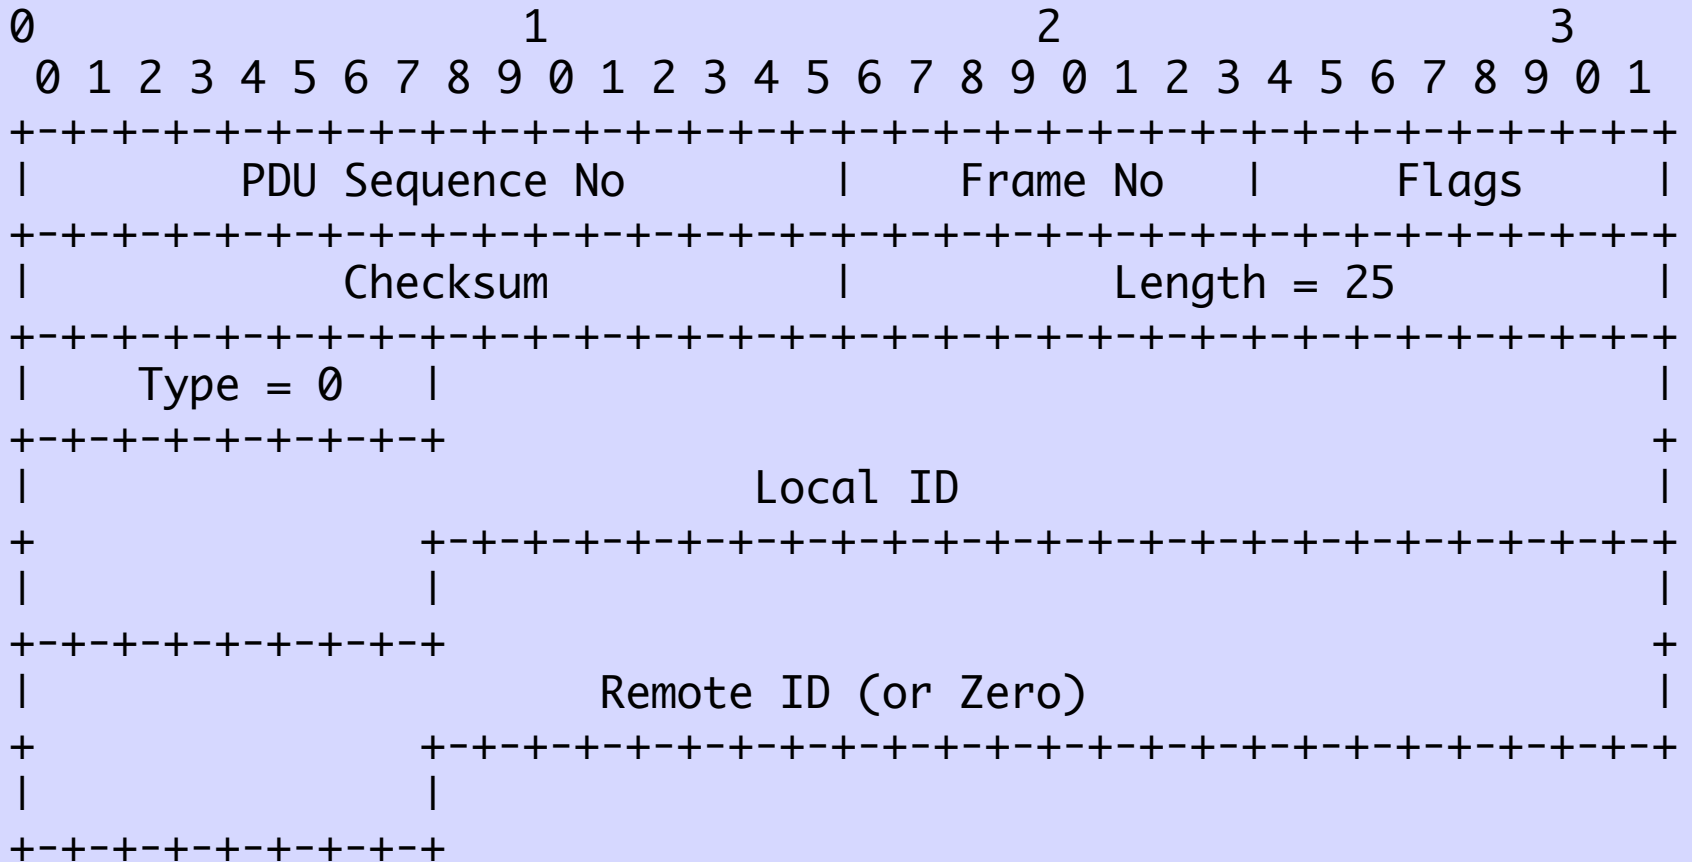 0                   1                   2                   3
 0 1 2 3 4 5 6 7 8 9 0 1 2 3 4 5 6 7 8 9 0 1 2 3 4 5 6 7 8 9 0 1
+-+-+-+-+-+-+-+-+-+-+-+-+-+-+-+-+-+-+-+-+-+-+-+-+-+-+-+-+-+-+-+-+
|        PDU Sequence No        |    Frame No   |     Flags     |
+-+-+-+-+-+-+-+-+-+-+-+-+-+-+-+-+-+-+-+-+-+-+-+-+-+-+-+-+-+-+-+-+
|            Checksum           |          Length = 25          |
+-+-+-+-+-+-+-+-+-+-+-+-+-+-+-+-+-+-+-+-+-+-+-+-+-+-+-+-+-+-+-+-+
|    Type = 0   |                                               |
+-+-+-+-+-+-+-+-+                                               +
|                            Local ID                           |
+               +-+-+-+-+-+-+-+-+-+-+-+-+-+-+-+-+-+-+-+-+-+-+-+-+
|               |                                               |
+-+-+-+-+-+-+-+-+                                               +
|                      Remote ID (or Zero)                      |
+               +-+-+-+-+-+-+-+-+-+-+-+-+-+-+-+-+-+-+-+-+-+-+-+-+
|               |
+-+-+-+-+-+-+-+-+